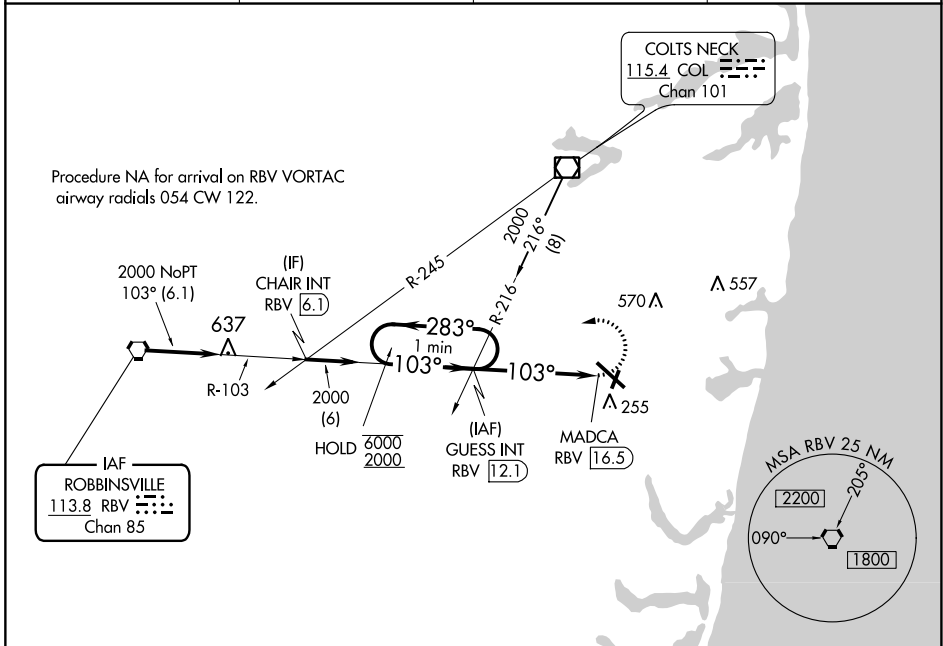 COLTS NECK
115.4 COL
Chan 101
Procedure NA for arrival on RBV VORTAC
airway radials 054 CW 122.
2000
216°
(8)
R-245
R-216
(IF)
CHAIR INT
RBV 6.1
2000 NoPT
103° (6.1)
637
R-103
2000
(6)
283°
1 min
103°
103°
HOLD 6000
2000
(IAF)
GUESS INT
RBV 12.1
MADCA
RBV 16.5
570
557
255
IAF
ROBBINSVILLE
113.8 RBV
Chan 85
MSA RBV 25 NM
2200
205°
090°
1800